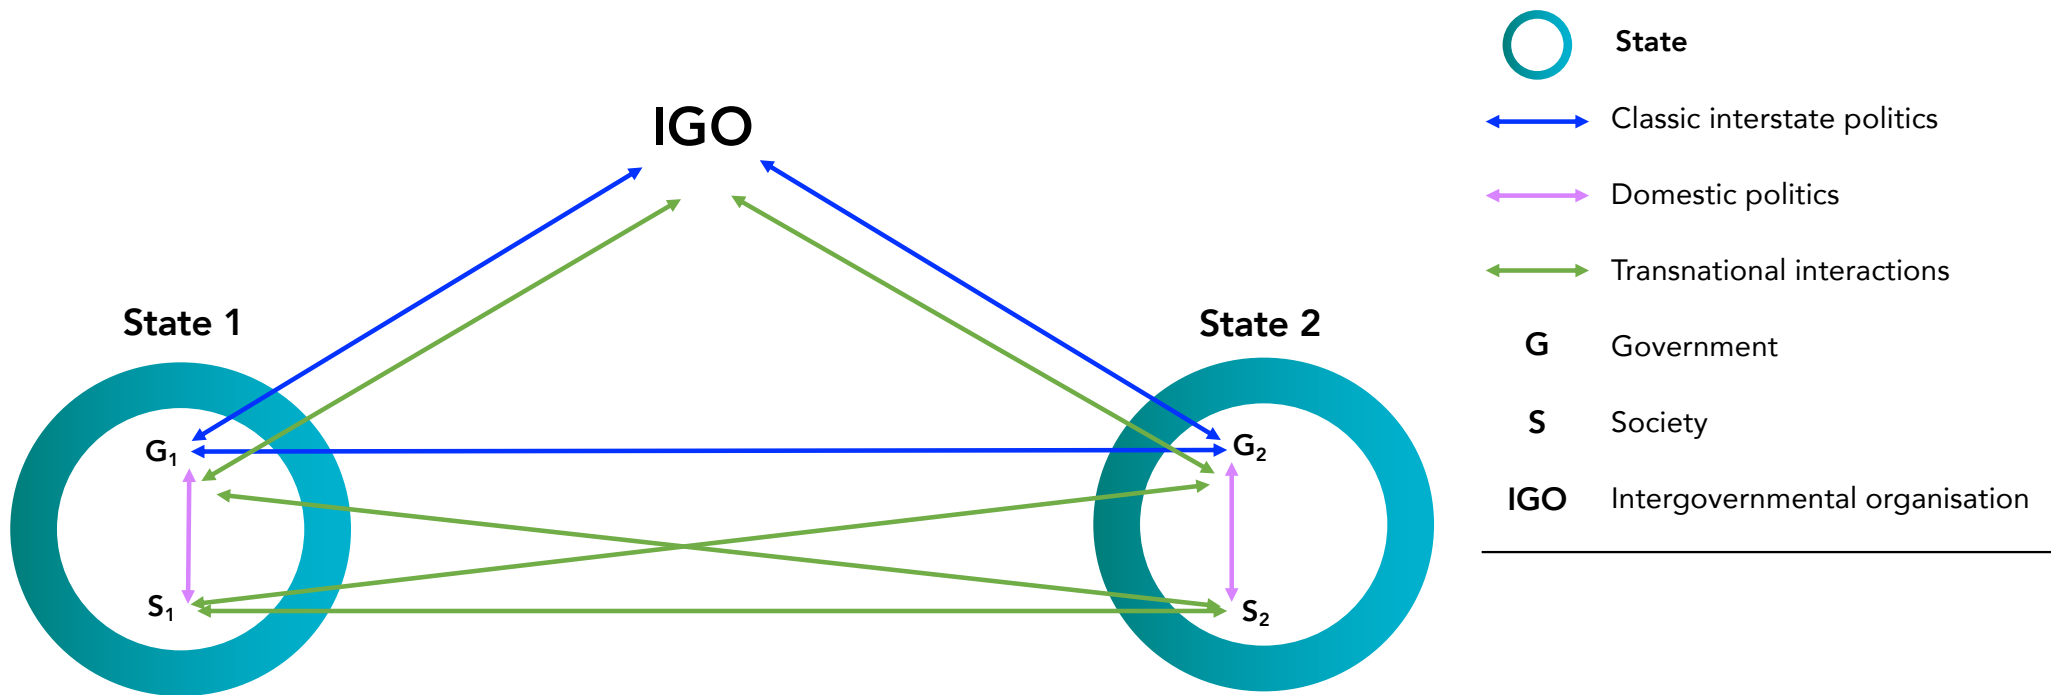 IGO
State 1
State 2
G1
G2
S1
S2
State
Classic interstate politics
Domestic politics
Transnational interactions
G Government
S Society
IGO Intergovernmental organisation